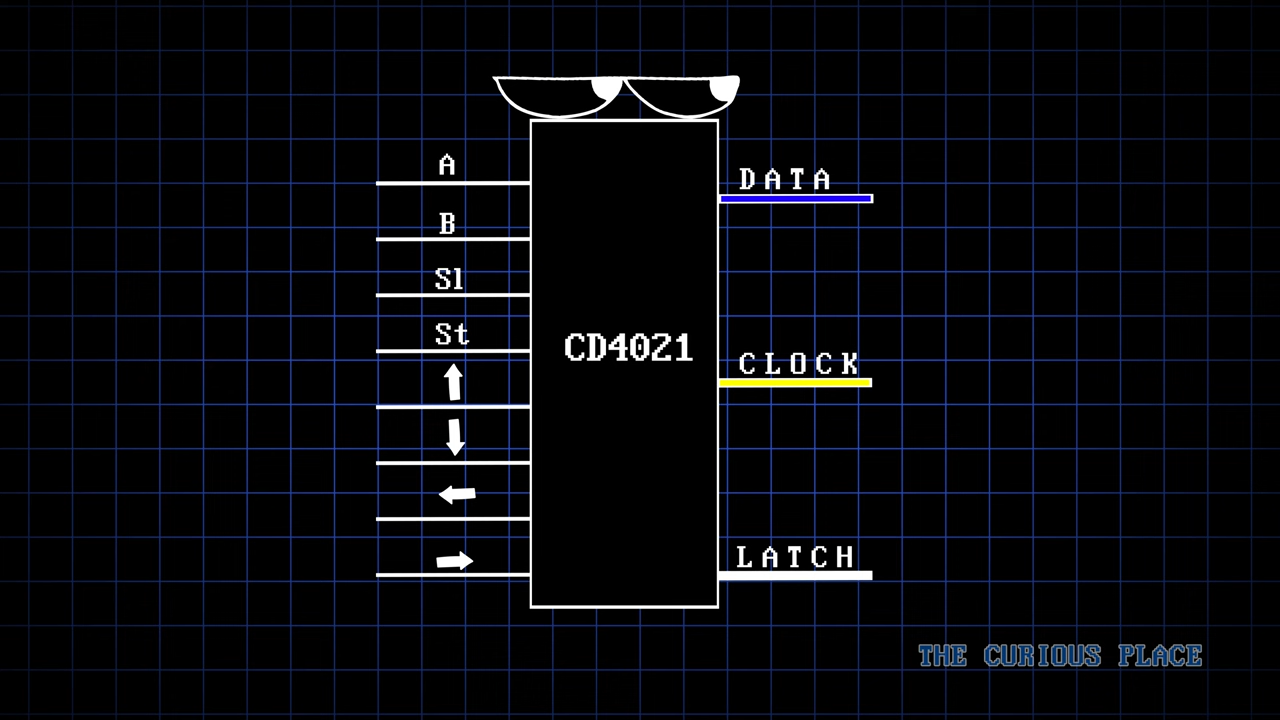 A
B
Sl
St
CD4021
DATA
CLOCK
LATCH
THE CURIOUS PLACE